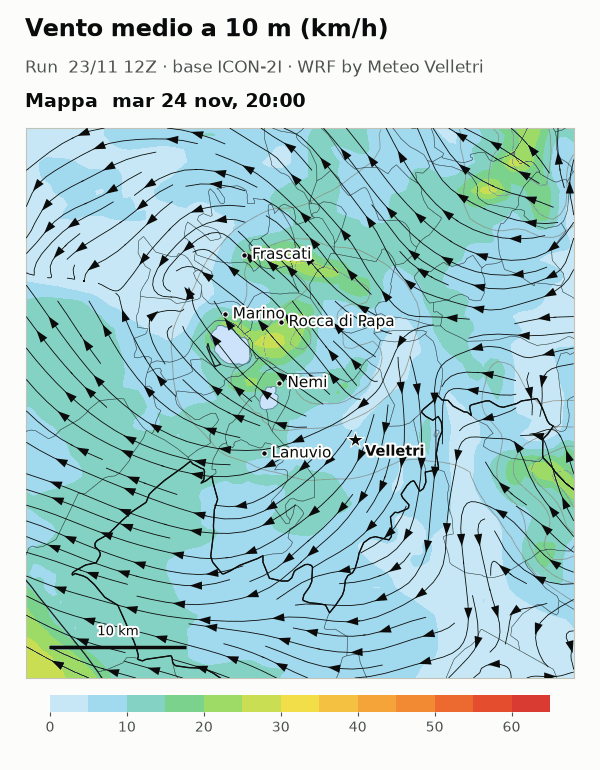 Vento medio a 10 m (km/h)
Run  23/11 12Z · base ICON-2I · WRF by Meteo Velletri
Mappa  mar 24 nov, 20:00
Frascati
Marino
Rocca di Papa
Nemi
Velletri
Lanuvio
10 km
0 10 20 30 40 50 60